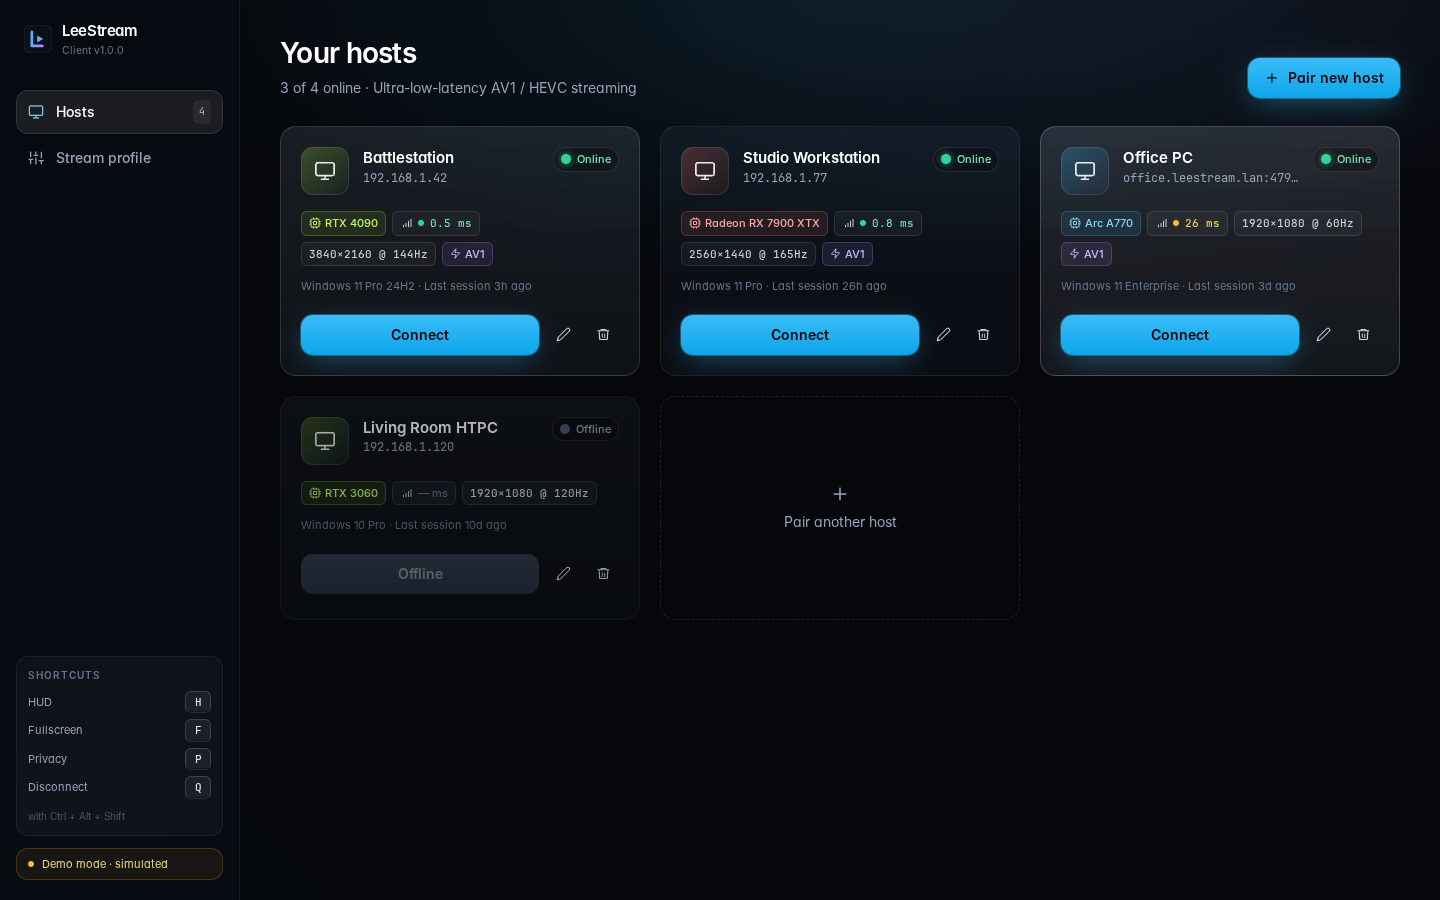 LeeStream
Client v1.0.0
Hosts 4
Stream profile
SHORTCUTS
HUD H
Fullscreen F
Privacy P
Disconnect Q
with Ctrl + Alt + Shift
Demo mode · simulated
Your hosts
3 of 4 online · Ultra-low-latency AV1 / HEVC streaming
Pair new host
Battlestation
192.168.1.42
Online
RTX 4090 0.5 ms
3840×2160 @ 144Hz AV1
Windows 11 Pro 24H2 · Last session 3h ago
Connect
Studio Workstation
192.168.1.77
Online
Radeon RX 7900 XTX 0.8 ms
2560×1440 @ 165Hz AV1
Windows 11 Pro · Last session 26h ago
Connect
Office PC
office.leestream.lan:479…
Online
Arc A770 26 ms 1920×1080 @ 60Hz
AV1
Windows 11 Enterprise · Last session 3d ago
Connect
Living Room HTPC
192.168.1.120
Offline
RTX 3060 — ms 1920×1080 @ 120Hz
Windows 10 Pro · Last session 10d ago
Offline
Pair another host